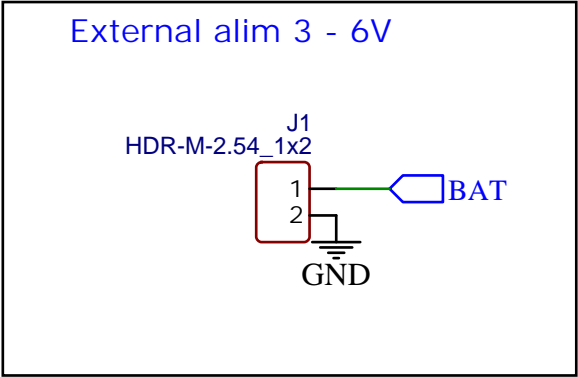 External alim 3 - 6V
J1
HDR-M-2.54_1x2
1
BAT
2
GND